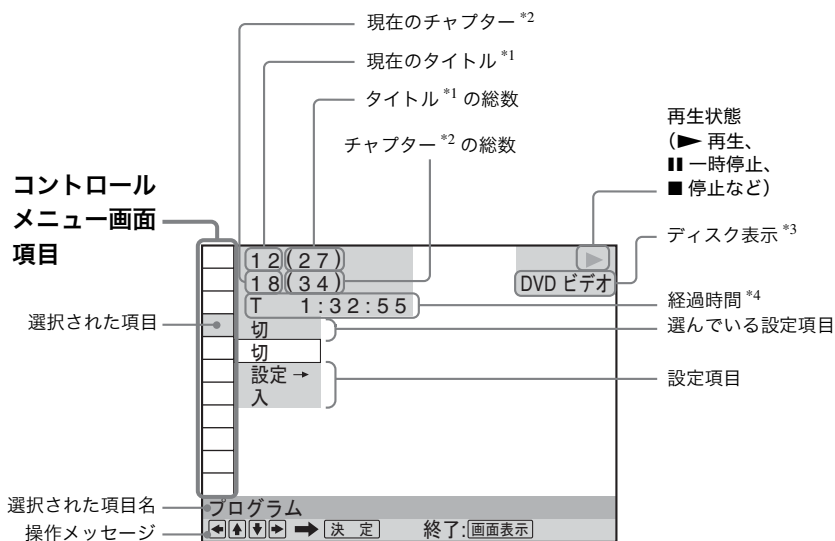 現在のチャプター *2
現在のタイトル *1
タイトル *1 の総数
チャプター *2 の総数
再生状態
(▶ 再生、
❚❚ 一時停止、
■ 停止など)
コントロール
メニュー画面
項目
12(27)
18(34)
T 1:32:55
▶
DVD ビデオ
ディスク表示 *3
経過時間 *4
選択された項目
切
選んでいる設定項目
切
設定 →
入
設定項目
選択された項目名
プログラム
操作メッセージ
←↑↓→ ➡ 決 定 終了:画面表示